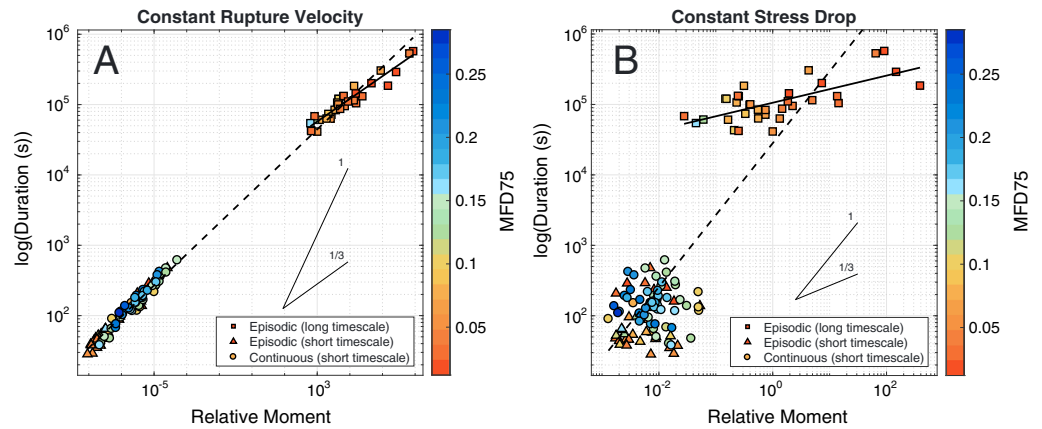 Constant Rupture Velocity
A
10^6
10^5
10^4
10^3
10^2
log(Duration (s))
1
1/3
Episodic (long timescale)
Episodic (short timescale)
Continuous (short timescale)
10^-5
10^3
Relative Moment
0.25
0.2
0.15
0.1
0.05
MFD75
Constant Stress Drop
B
10^6
10^5
10^4
10^3
10^2
log(Duration (s))
1
1/3
Episodic (long timescale)
Episodic (short timescale)
Continuous (short timescale)
10^-2
10^0
10^2
Relative Moment
0.25
0.2
0.15
0.1
0.05
MFD75